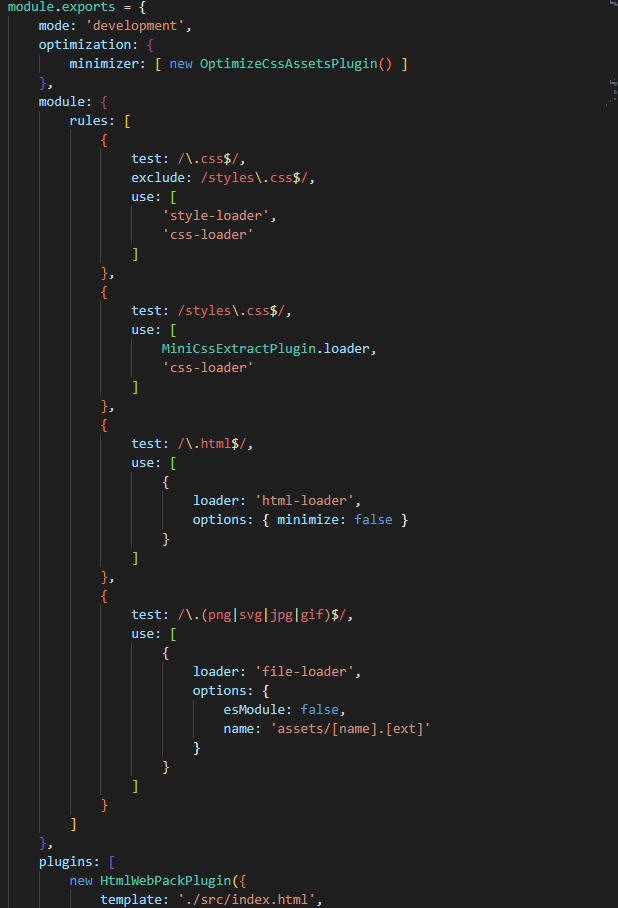 module.exports = {
    mode: 'development',
    optimization: {
        minimizer: [ new OptimizeCssAssetsPlugin() ]
    },
    module: {
        rules: [
            {
                test: /\.css$/,
                exclude: /styles\.css$/,
                use: [
                    'style-loader',
                    'css-loader'
                ]
            },
            {
                test: /styles\.css$/,
                use: [
                    MiniCssExtractPlugin.loader,
                    'css-loader'
                ]
            },
            {
                test: /\.html$/,
                use: [
                    {
                        loader: 'html-loader',
                        options: { minimize: false }
                    }
                ]
            },
            {
                test: /\.(png|svg|jpg|gif)$/,
                use: [
                    {
                        loader: 'file-loader',
                        options: {
                            esModule: false,
                            name: 'assets/[name].[ext]'
                        }
                    }
                ]
            }
        ]
    },
    plugins: [
        new HtmlWebPackPlugin({
            template: './src/index.html',